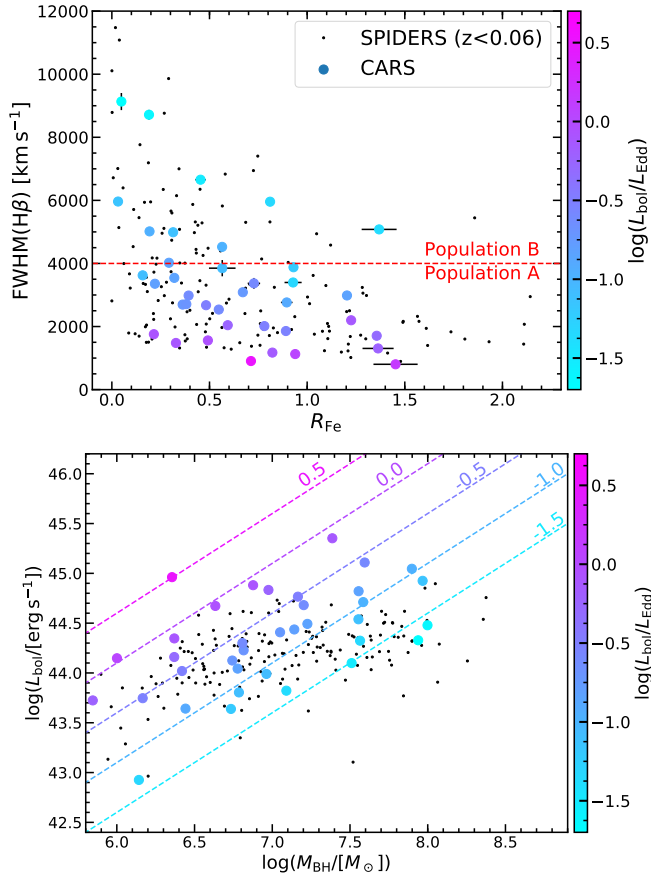 12000
10000
8000
6000
4000
2000
0
FWHM(Hβ) [km s⁻¹]
SPIDERS (z<0.06)
CARS
Population B
Population A
0.0 0.5 1.0 1.5 2.0
R_Fe
0.5
0.0
−0.5
−1.0
−1.5
log(L_bol/L_Edd)
46.0
45.5
45.0
44.5
44.0
43.5
43.0
42.5
log(L_bol/[erg s⁻¹])
0.5
0.0
-0.5
-1.0
-1.5
6.0 6.5 7.0 7.5 8.0 8.5
log(M_BH/[M_⊙])
0.5
0.0
−0.5
−1.0
−1.5
log(L_bol/L_Edd)